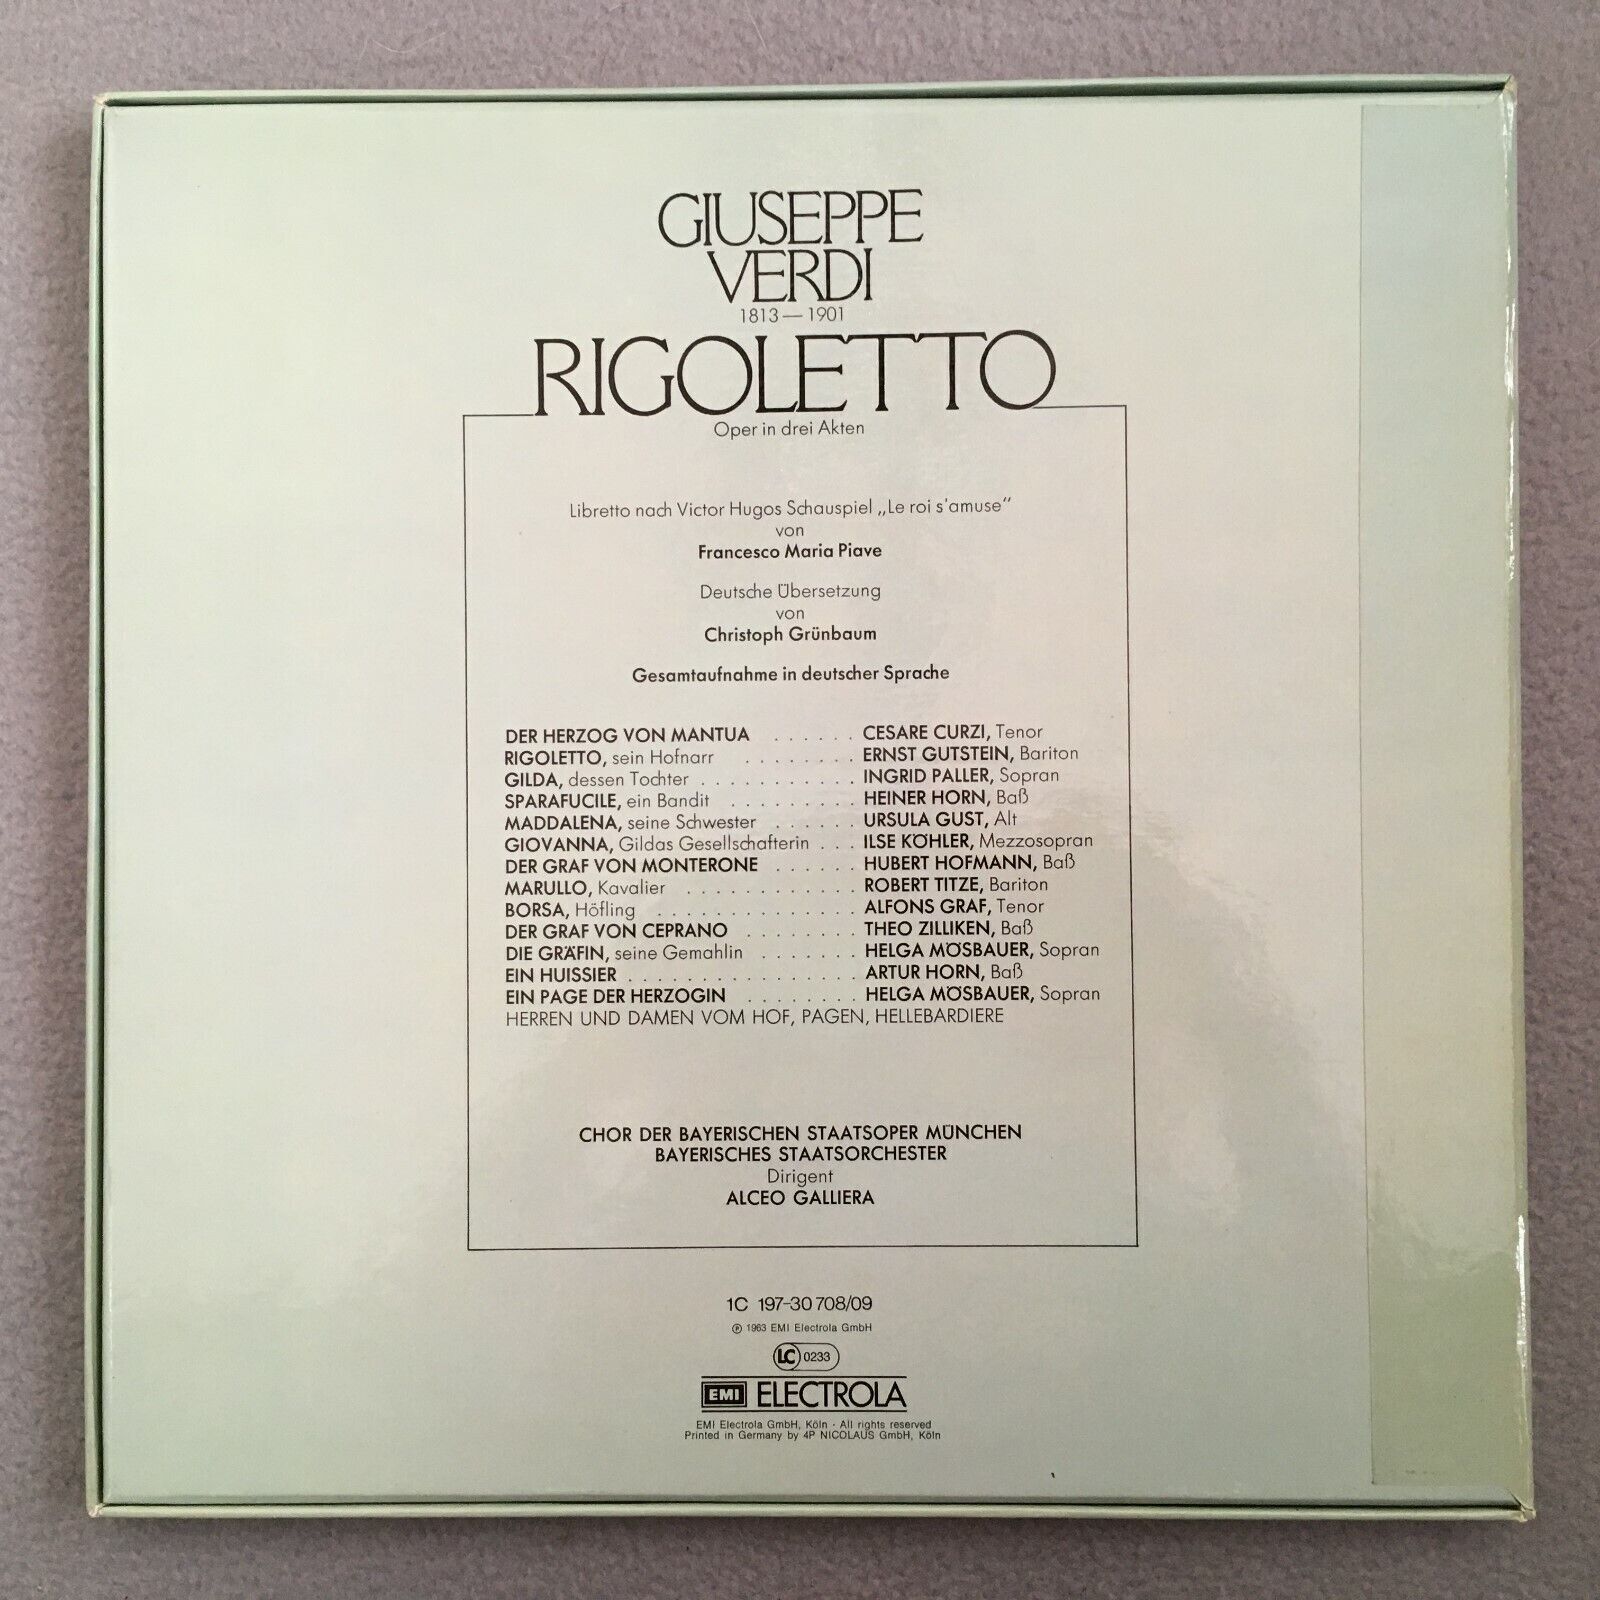 GIUSEPPE
VERDI
1813—1901
RIGOLETTO
Oper in drei Akten
Libretto nach Victor Hugos Schauspiel „Le roi s'amuse"
von
Francesco Maria Piave
Deutsche Übersetzung
von
Christoph Grünbaum
Gesamtaufnahme in deutscher Sprache
DER HERZOG VON MANTUA . . . . . . CESARE CURZI, Tenor
RIGOLETTO, sein Hofnarr . . . . . . . . ERNST GUTSTEIN, Bariton
GILDA, dessen Tochter . . . . . . . . . . . INGRID PALLER, Sopran
SPARAFUCILE, ein Bandit . . . . . . . . . HEINER HORN, Baß
MADDALENA, seine Schwester . . . . . . URSULA GUST, Alt
GIOVANNA, Gildas Gesellschafterin . . . ILSE KÖHLER, Mezzosopran
DER GRAF VON MONTERONE . . . . . . HUBERT HOFMANN, Baß
MARULLO, Kavalier . . . . . . . . . . . . ROBERT TITZE, Bariton
BORSA, Höfling . . . . . . . . . . . . . . ALFONS GRAF, Tenor
DER GRAF VON CEPRANO . . . . . . . . THEO ZILLIKEN, Baß
DIE GRÄFIN, seine Gemahlin . . . . . . . HELGA MÖSBAUER, Sopran
EIN HUISSIER . . . . . . . . . . . . . . . . ARTUR HORN, Baß
EIN PAGE DER HERZOGIN . . . . . . . . HELGA MÖSBAUER, Sopran
HERREN UND DAMEN VOM HOF, PAGEN, HELLEBARDIERE
CHOR DER BAYERISCHEN STAATSOPER MÜNCHEN
BAYERISCHES STAATSORCHESTER
Dirigent
ALCEO GALLIERA
1C 197-30 708/09
℗ 1963 EMI Electrola GmbH
LC 0233
EMI ELECTROLA
EMI Electrola GmbH, Köln · All rights reserved
Printed in Germany by 4P NICOLAUS GmbH, Köln